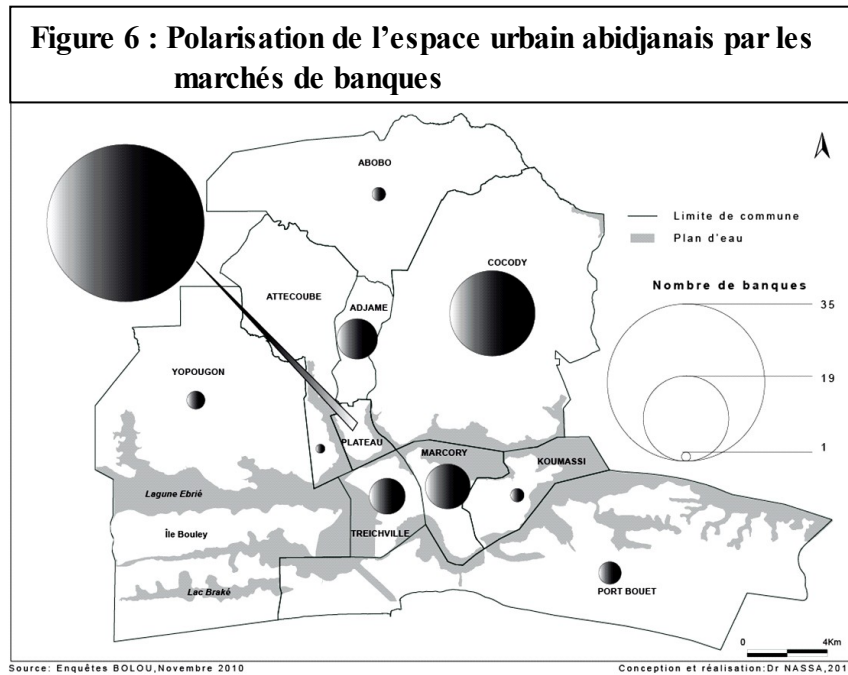 Figure 6 : Polarisation de l'espace urbain abidjanais par les
marchés de banques
ABOBO
Limite de commune
Plan d'eau
COCODY
Nombre de banques
ATTECOUBE
ADJAME
35
YOPOUGON
19
PLATEAU
MARCORY
1
KOUMASSI
Lagune Ebrié
Île Bouley
TREICHVILLE
Lac Braké
PORT BOUET
0 4Km
Source: Enquêtes BOLOU,Novembre 2010
Conception et réalisation:Dr NASSA,201